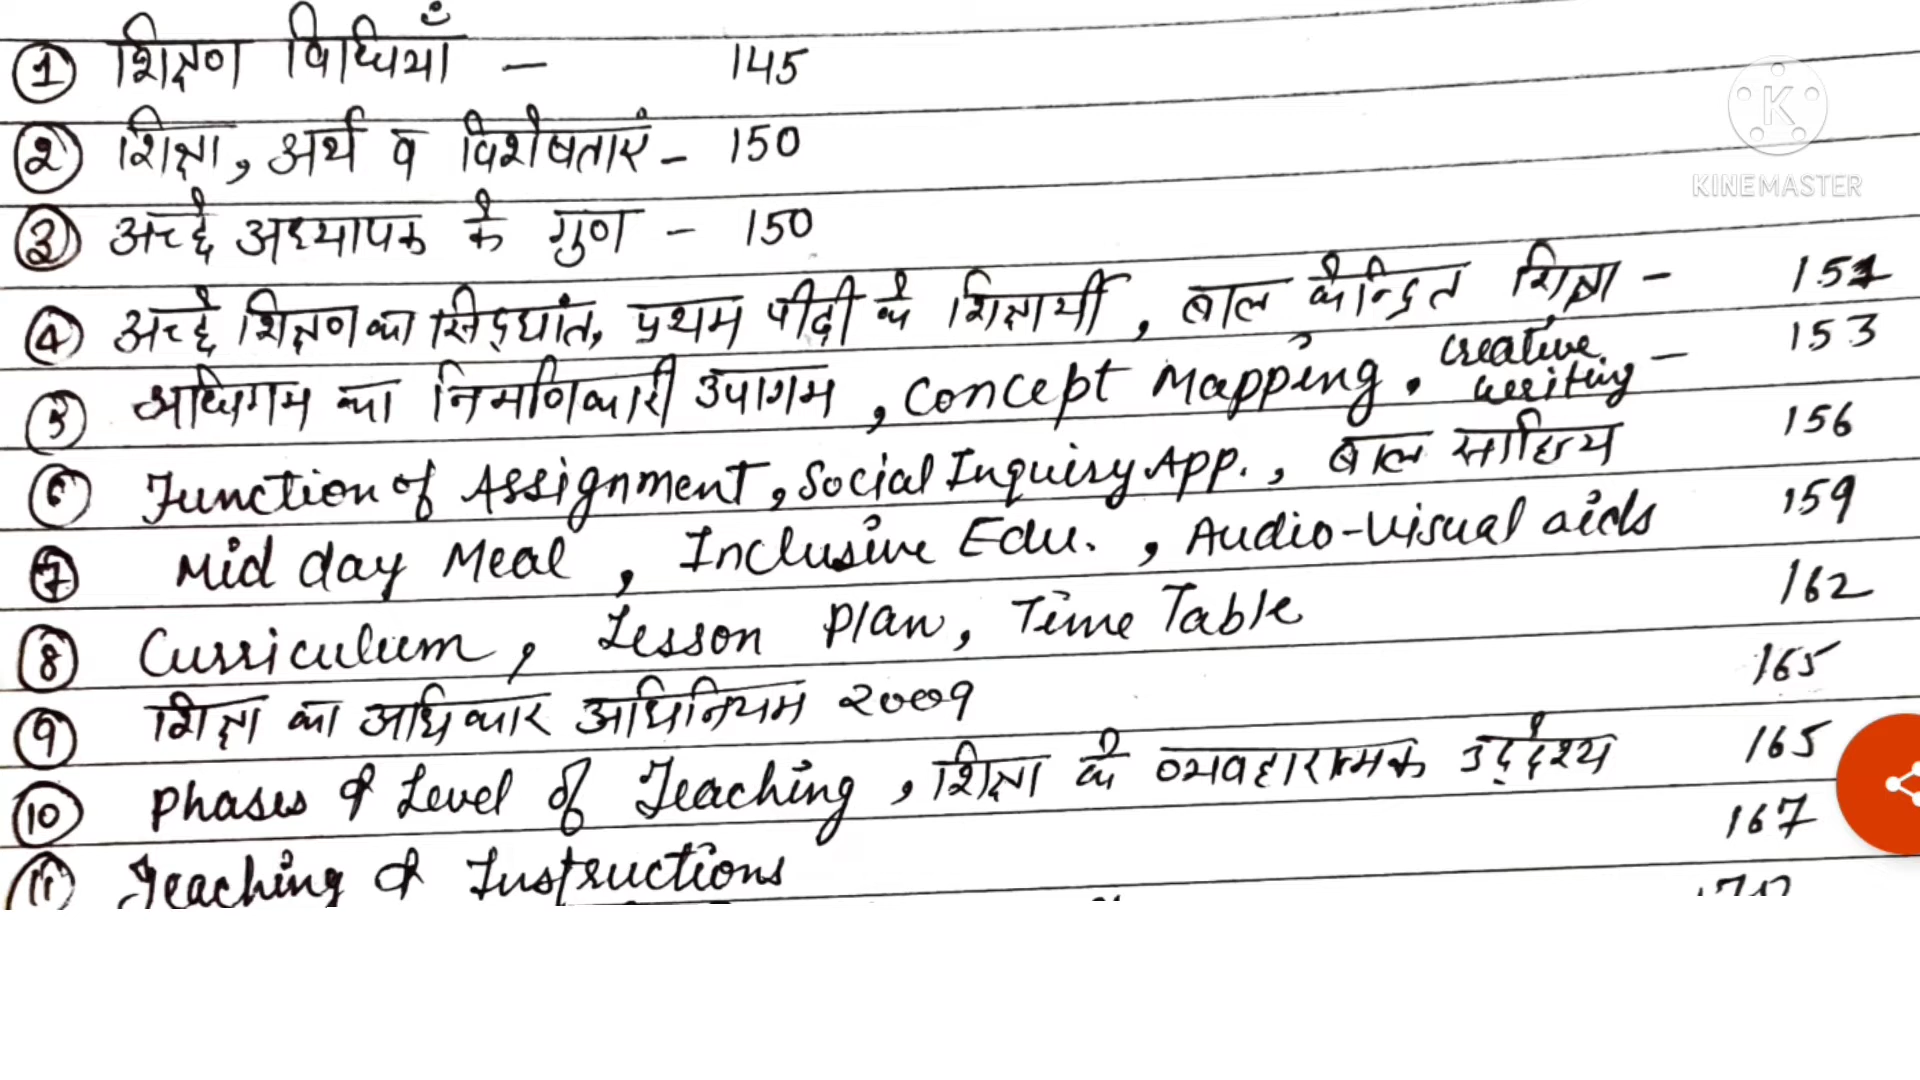 ① शिक्षण विधियाँ - 145
② शिक्षा, अर्थ व विशेषताएं - 150
③ अच्छे अध्यापक के गुण - 150
④ अच्छे शिक्षण का सिद्धांत, प्रथम पीढ़ी के शिक्षार्थी, बाल केन्द्रित शिक्षा - 151
⑤ अधिगम का निर्माणकारी उपागम, Concept Mapping, creative writing - 153
⑥ Function of Assignment, Social Inquiry App., बाल साहित्य 156
⑦ Mid day Meal, Inclusive Edu., Audio-Visual aids 159
⑧ Curriculum, Lesson Plan, Time Table 162
⑨ शिक्षा का अधिकार अधिनियम 2009 165
⑩ Phases & Level of Teaching, शिक्षा के व्यवहारात्मक उद्देश्य 165
⑪ Teaching & Instructions 167
KINEMASTER